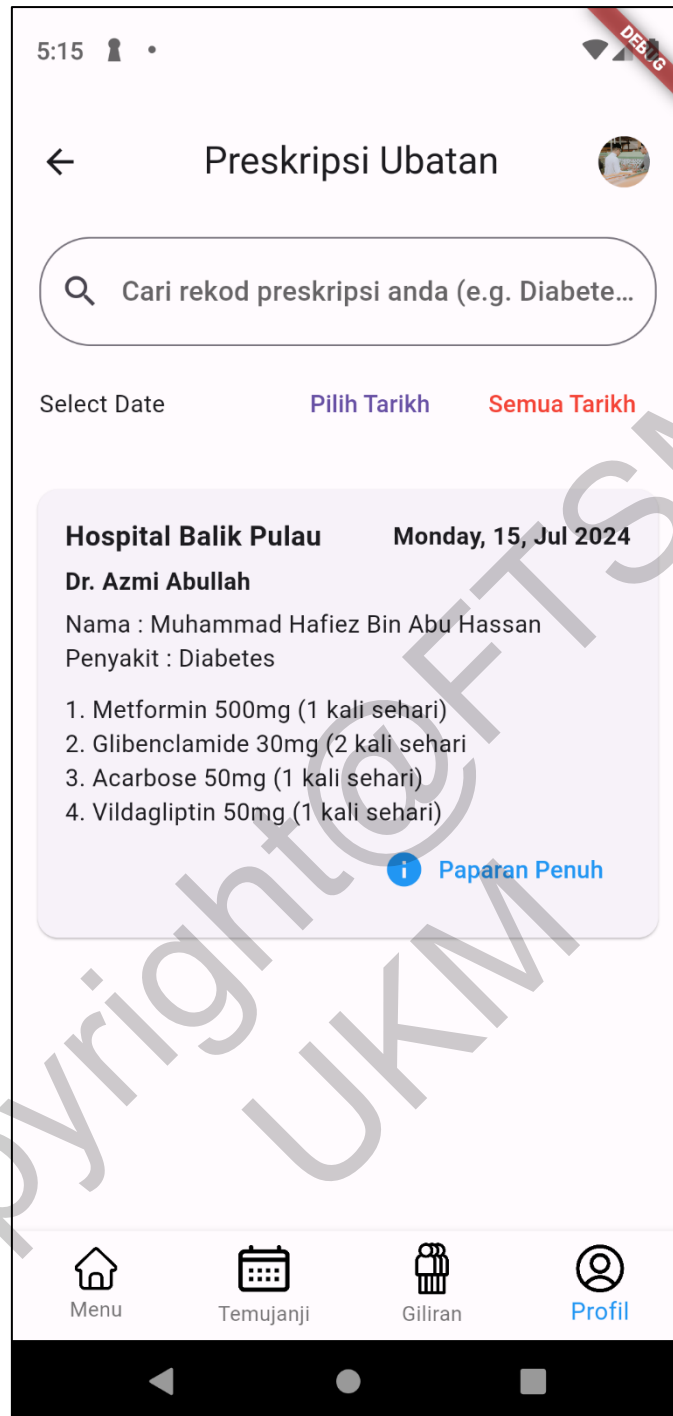 5:15
DEBUG
Preskripsi Ubatan
Cari rekod preskripsi anda (e.g. Diabete...
Select Date Pilih Tarikh Semua Tarikh
Hospital Balik Pulau Monday, 15, Jul 2024
Dr. Azmi Abullah
Nama : Muhammad Hafiez Bin Abu Hassan
Penyakit : Diabetes
1. Metformin 500mg (1 kali sehari)
2. Glibenclamide 30mg (2 kali sehari
3. Acarbose 50mg (1 kali sehari)
4. Vildagliptin 50mg (1 kali sehari)
Paparan Penuh
Menu Temujanji Giliran Profil
pyright@FTSM
UKM